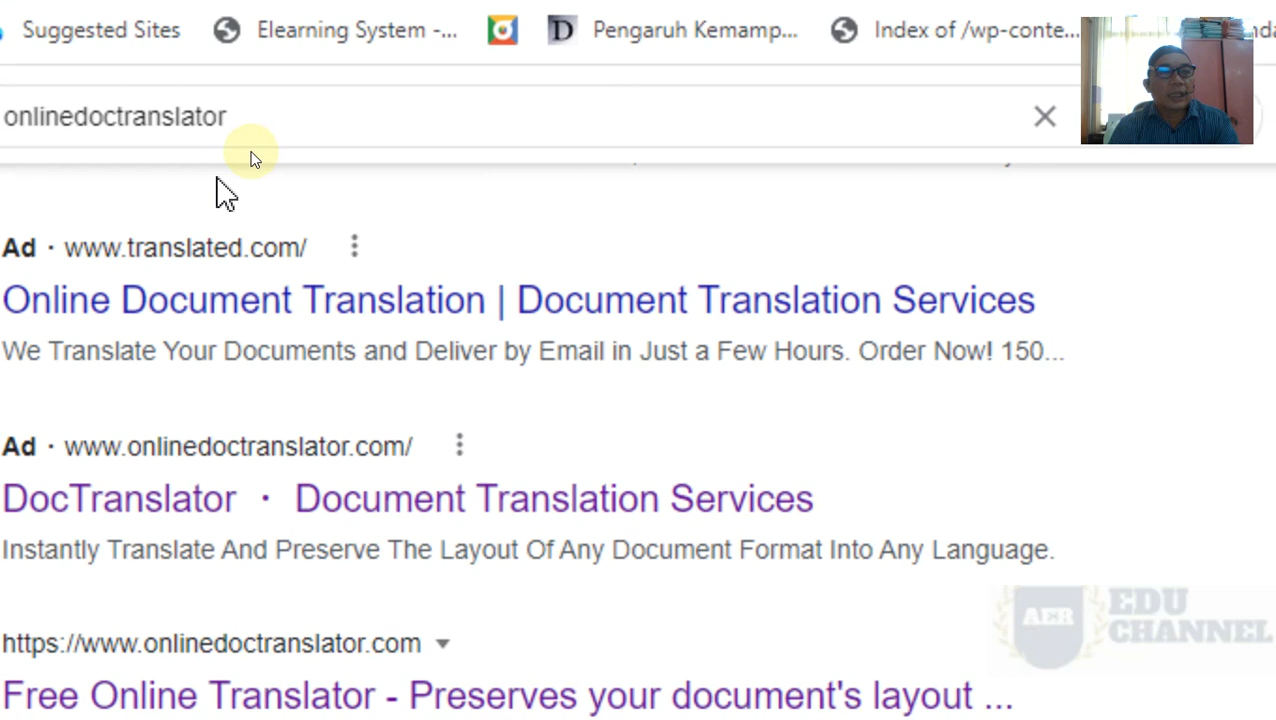 Suggested Sites Elearning System -... D Pengaruh Kemamp... Index of /wp-conte...
onlinedoctranslator
Ad · www.translated.com/
Online Document Translation | Document Translation Services
We Translate Your Documents and Deliver by Email in Just a Few Hours. Order Now! 150...
Ad · www.onlinedoctranslator.com/
DocTranslator · Document Translation Services
Instantly Translate And Preserve The Layout Of Any Document Format Into Any Language.
AER EDU
CHANNEL
https://www.onlinedoctranslator.com
Free Online Translator - Preserves your document's layout ...